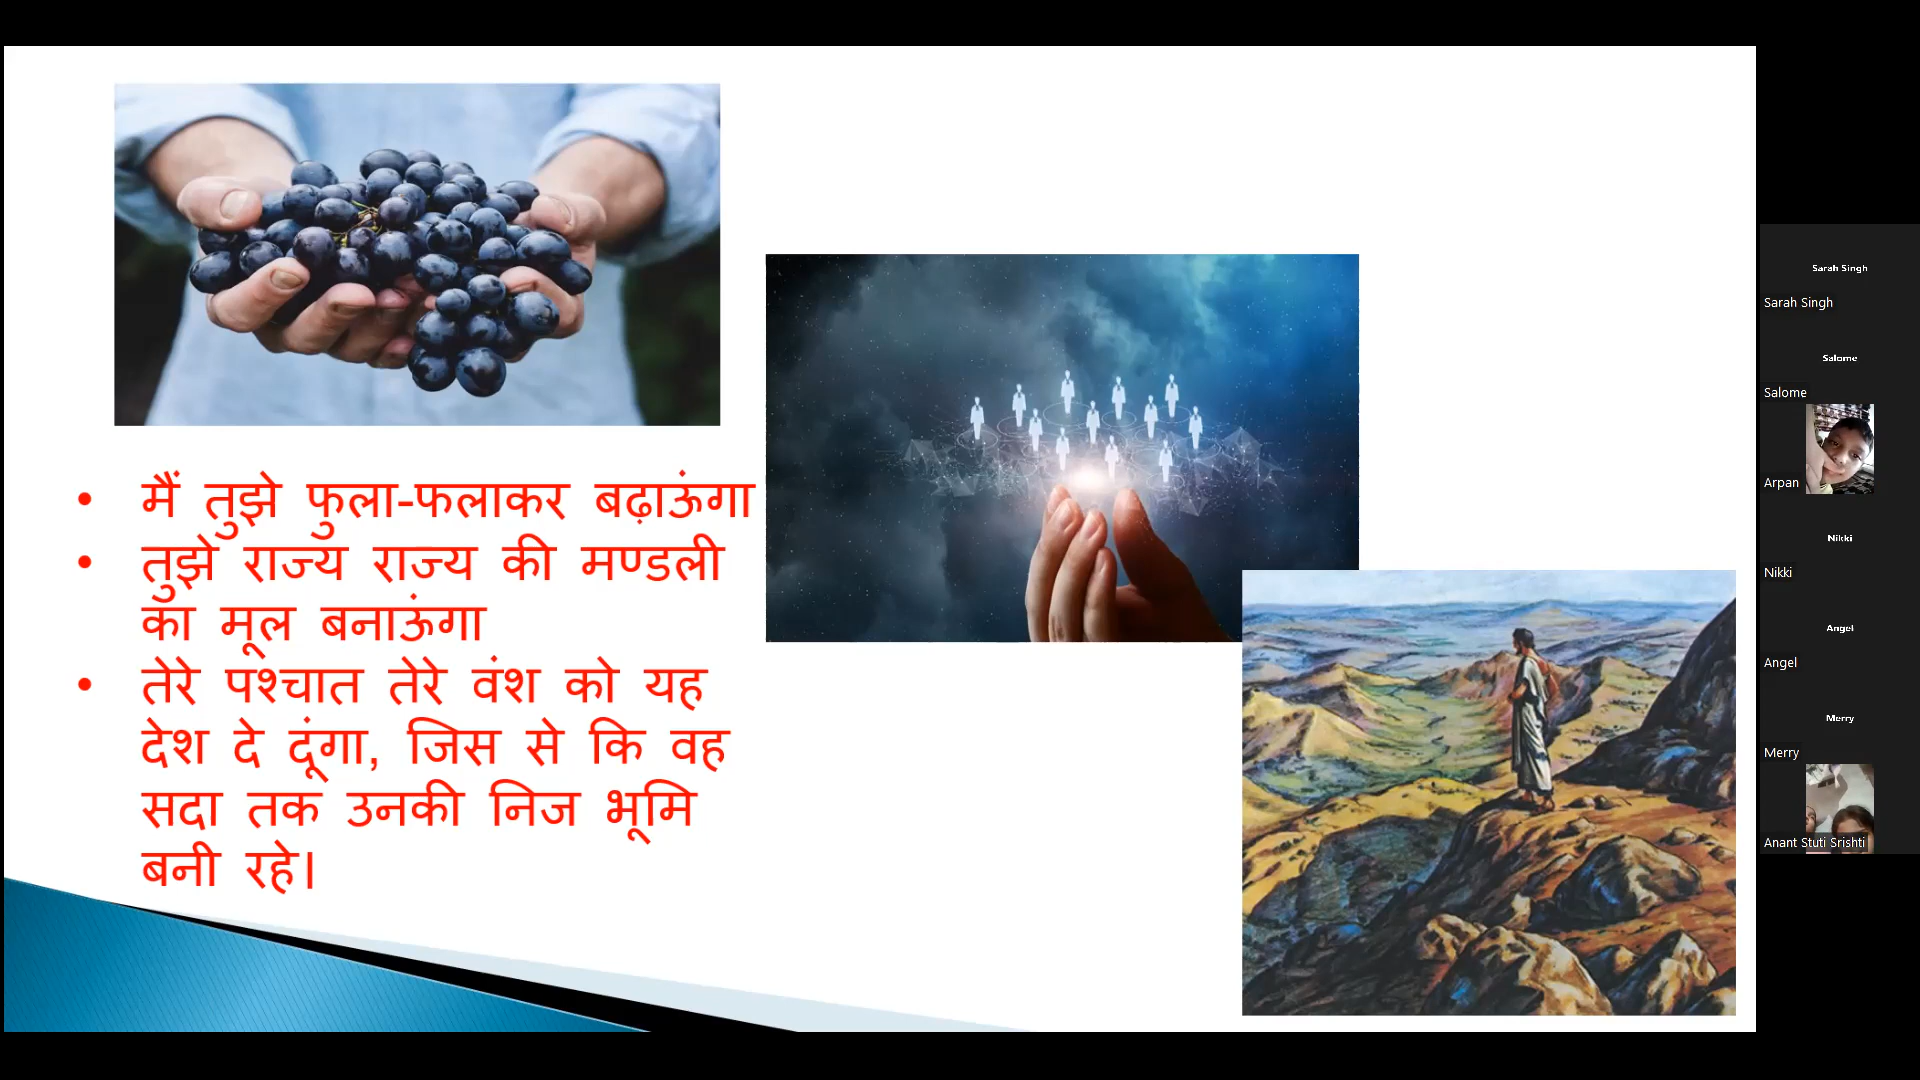 • मैं तुझे फुला-फलाकर बढ़ाऊंगा
• तुझे राज्य राज्य की मण्डली
का मूल बनाऊंगा
• तेरे पश्चात तेरे वंश को यह
देश दे दूंगा, जिस से कि वह
सदा तक उनकी निज भूमि
बनी रहे।
Sarah Singh
Sarah Singh
Salome
Salome
Arpan
Nikki
Nikki
Angel
Angel
Merry
Merry
Anant Stuti Srishti